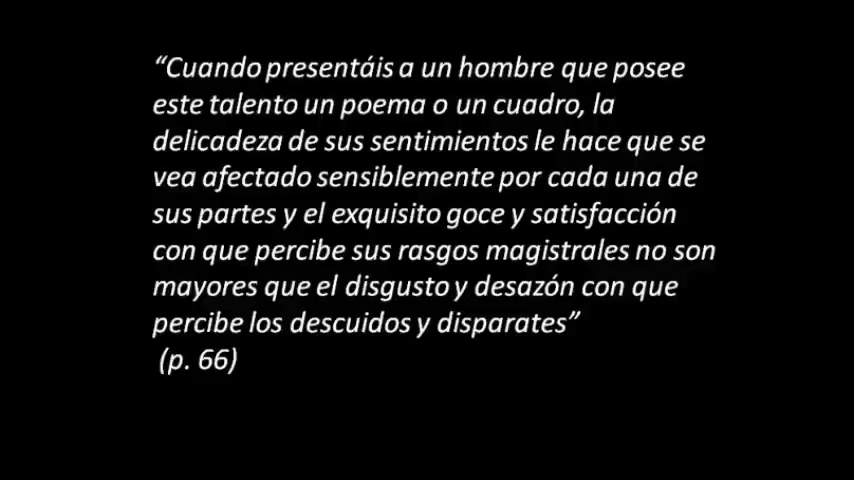 “Cuando presentáis a un hombre que posee
este talento un poema o un cuadro, la
delicadeza de sus sentimientos le hace que se
vea afectado sensiblemente por cada una de
sus partes y el exquisito goce y satisfacción
con que percibe sus rasgos magistrales no son
mayores que el disgusto y desazón con que
percibe los descuidos y disparates”
(p. 66)